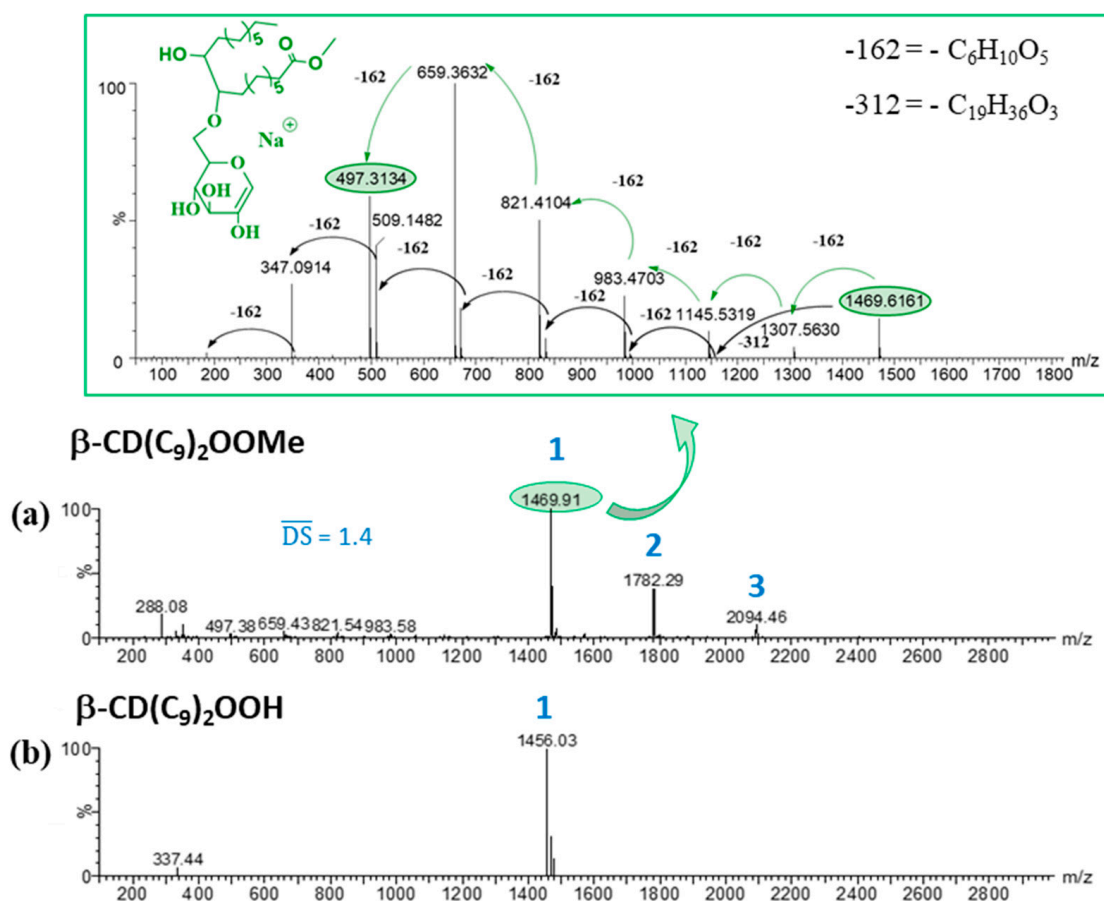 HO
5
O
O
5
O
Na⊕
O
OH
HO
OH
-162 = - C₆H₁₀O₅
-312 = - C₁₉H₃₆O₃
100
%
0
-162
659.3632
-162
497.3134
-162
821.4104
509.1482
-162
-162
-162
-162
-162
347.0914
-162
983.4703
-162
1469.6161
-162
-162
1145.5319
1307.5630
-162
-312
100 200 300 400 500 600 700 800 900 1000 1100 1200 1300 1400 1500 1600 1700 1800 m/z
β-CD(C₉)₂OOMe
1
(a)
100
%
0
1469.91
DS = 1.4
2
1782.29
3
2094.46
288.08
497.38 659.43 821.54 983.58
200 400 600 800 1000 1200 1400 1600 1800 2000 2200 2400 2600 2800 m/z
β-CD(C₉)₂OOH
1
(b)
1456.03
100
%
0
337.44
200 400 600 800 1000 1200 1400 1600 1800 2000 2200 2400 2600 2800 m/z